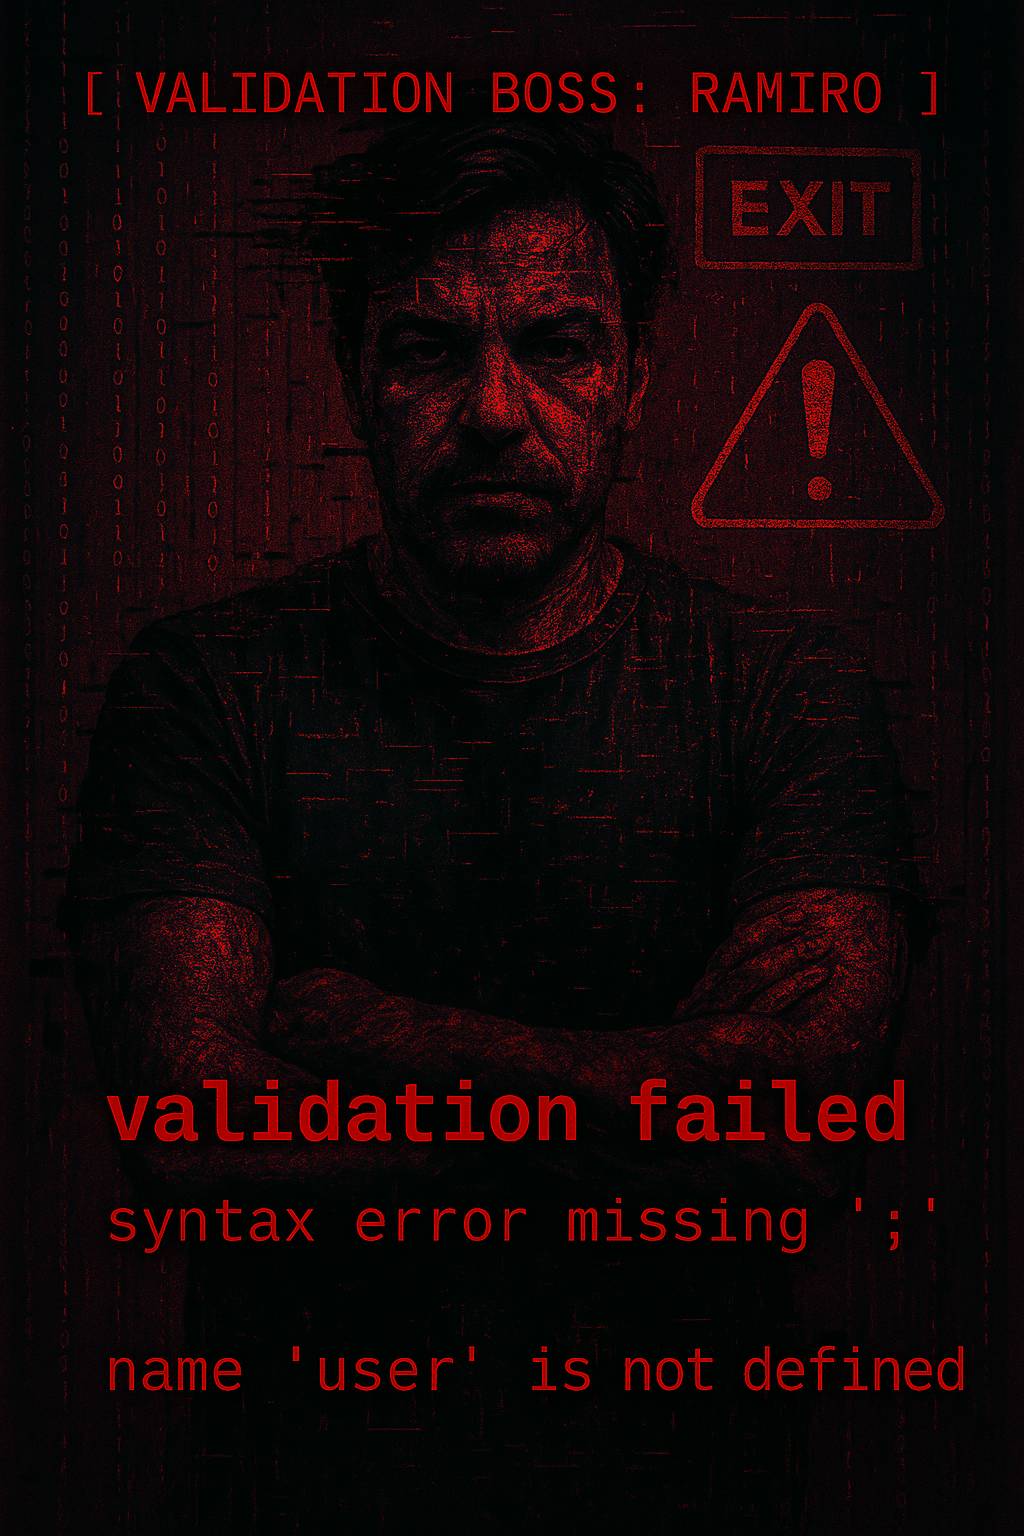 [ VALIDATION BOSS: RAMIRO ]
EXIT
validation failed
syntax error missing ';'
name 'user' is not defined